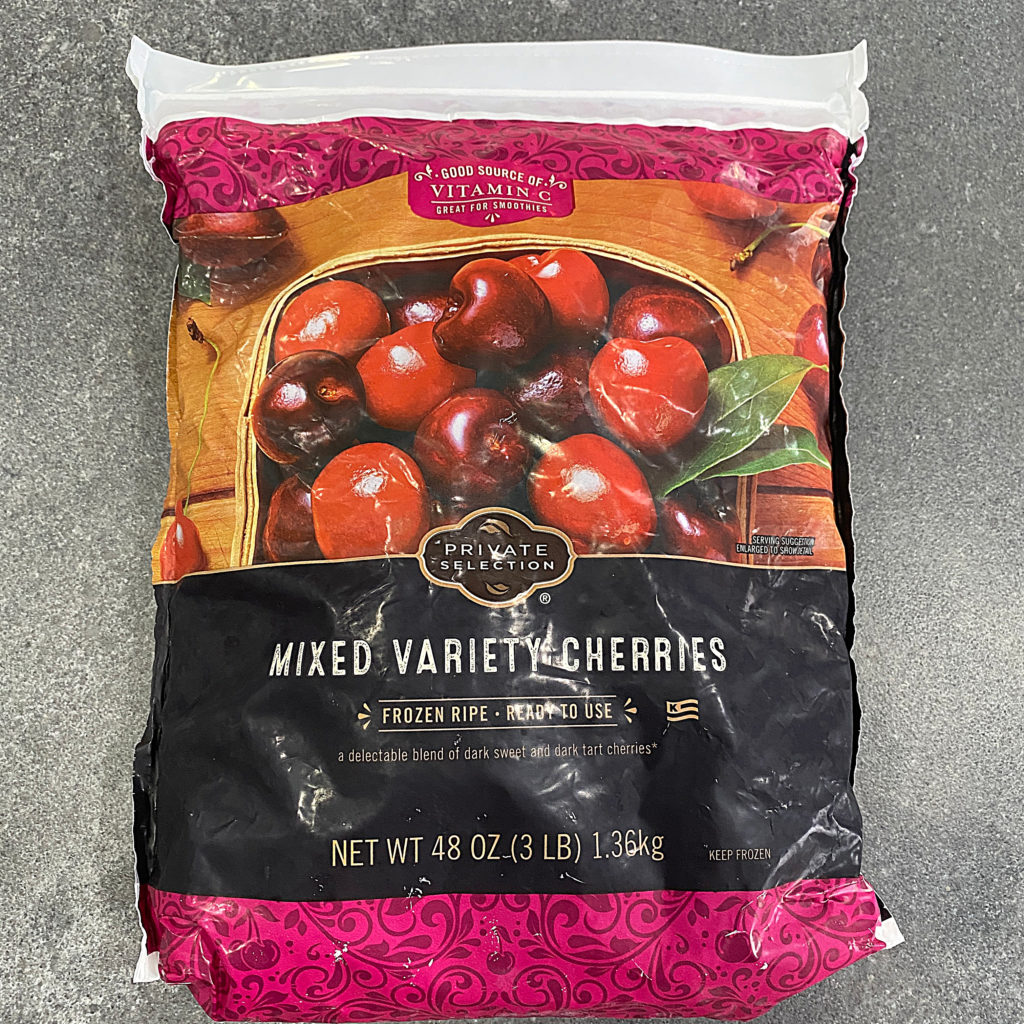 GOOD SOURCE OF
VITAMIN C
GREAT FOR SMOOTHIES
SERVING SUGGESTION
ENLARGED TO SHOW DETAIL
PRIVATE
SELECTION
®
MIXED VARIETY CHERRIES
FROZEN RIPE • READY TO USE
K
a delectable blend of dark sweet and dark tart cherries*
NET WT 48 OZ (3 LB) 1.36kg
KEEP FROZEN